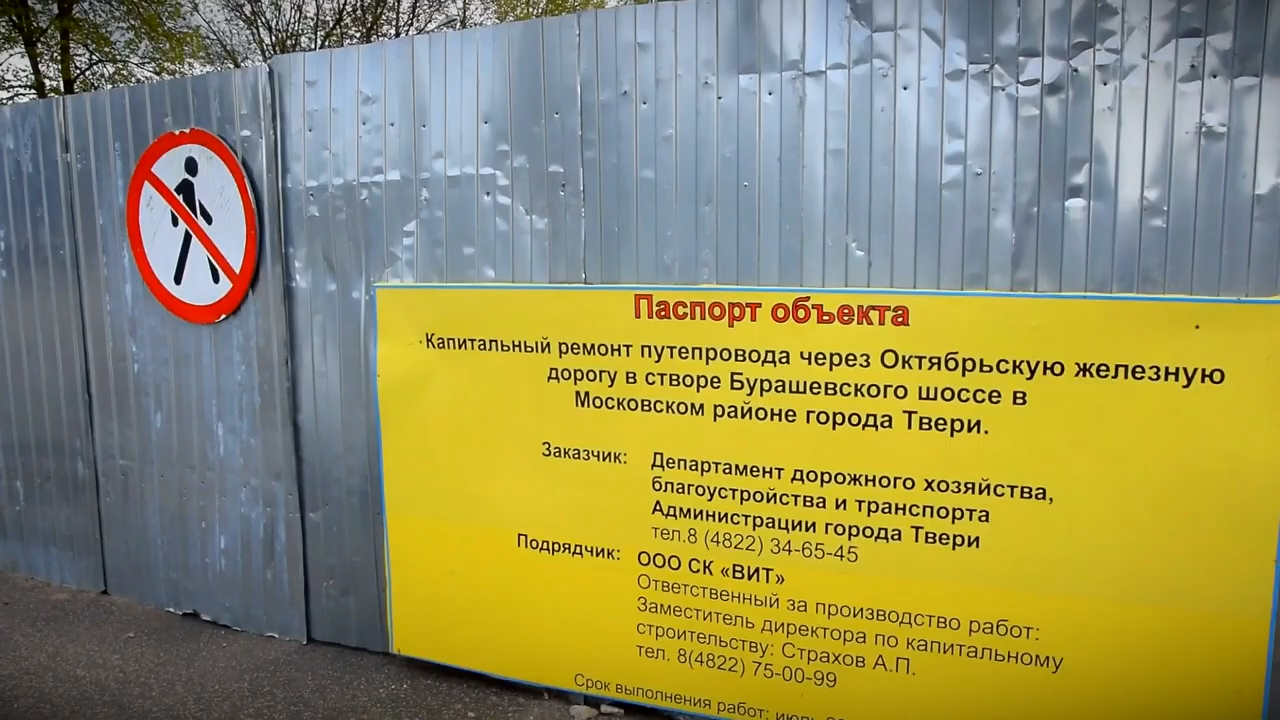 Паспорт объекта
Капитальный ремонт путепровода через Октябрьскую железную
дорогу в створе Бурашевского шоссе в
Московском районе города Твери.
Заказчик: Департамент дорожного хозяйства,
благоустройства и транспорта
Администрации города Твери
тел.8 (4822) 34-65-45
Подрядчик: ООО СК «ВИТ»
Ответственный за производство работ:
Заместитель директора по капитальному
строительству: Страхов А.П.
тел. 8(4822) 75-00-99
Срок выполнения работ: